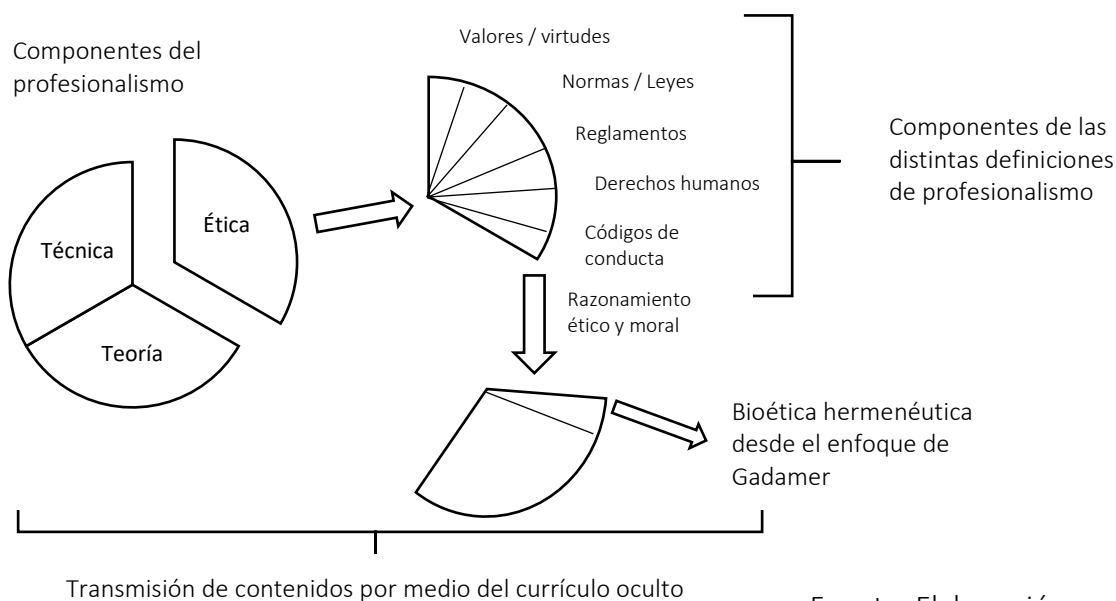 Componentes del
profesionalismo
Técnica
Ética
Teoría
Valores / virtudes
Normas / Leyes
Reglamentos
Derechos humanos
Códigos de
conducta
Razonamiento
ético y moral
Componentes de las
distintas definiciones
de profesionalismo
Bioética hermenéutica
desde el enfoque de
Gadamer
Transmisión de contenidos por medio del currículo oculto